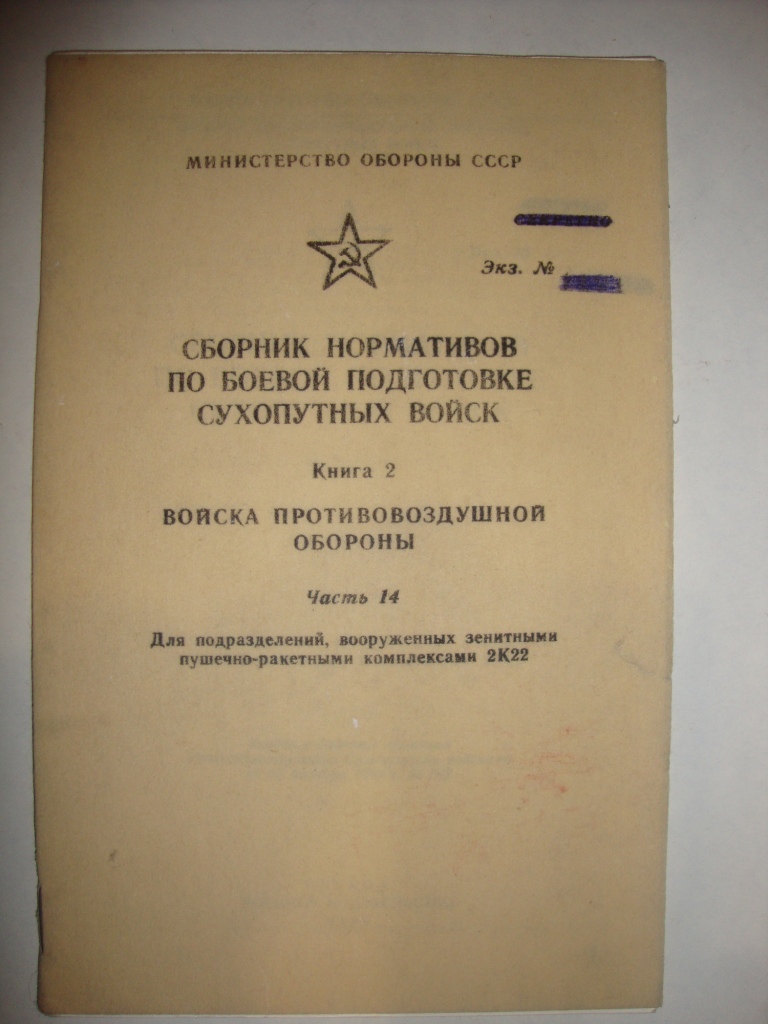 МИНИСТЕРСТВО ОБОРОНЫ СССР
Экз. №
СБОРНИК НОРМАТИВОВ
ПО БОЕВОЙ ПОДГОТОВКЕ
СУХОПУТНЫХ ВОЙСК
Книга 2
ВОЙСКА ПРОТИВОВОЗДУШНОЙ
ОБОРОНЫ
Часть 14
Для подразделений, вооруженных зенитными
пушечно-ракетными комплексами 2К22